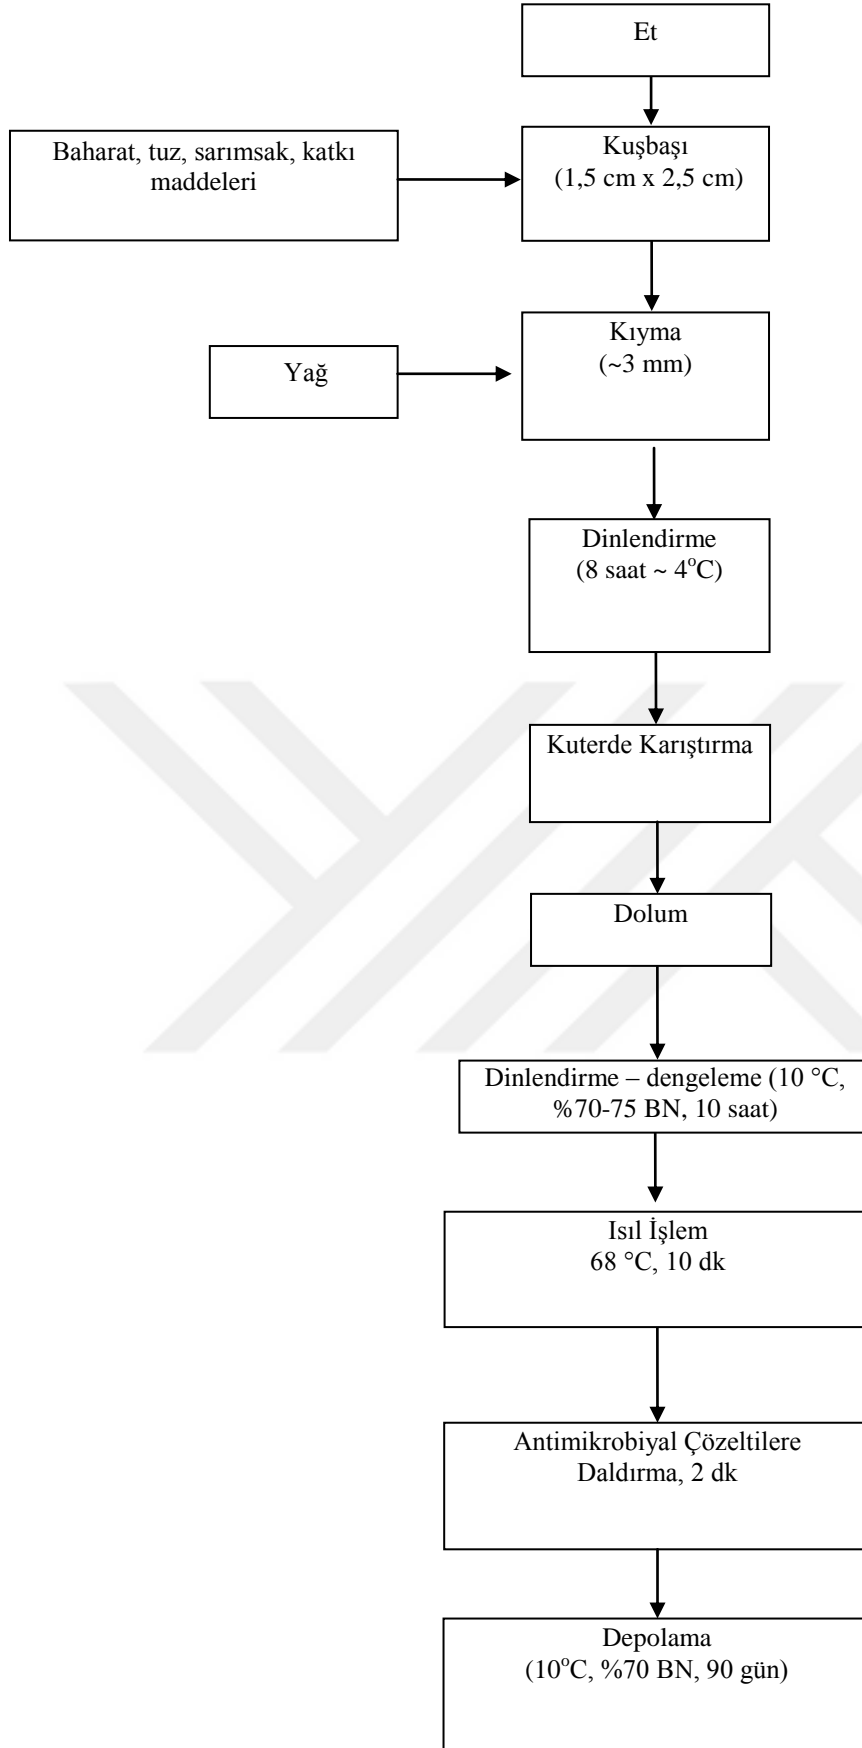 Et
Baharat, tuz, sarımsak, katkı
maddeleri
Kuşbaşı
(1,5 cm x 2,5 cm)
Kıyma
(~3 mm)
Yağ
Dinlendirme
(8 saat ~ 4°C)
Kuterde Karıştırma
Dolum
Dinlendirme – dengeleme (10 °C,
%70-75 BN, 10 saat)
Isıl İşlem
68 °C, 10 dk
Antimikrobiyal Çözeltilere
Daldırma, 2 dk
Depolama
(10°C, %70 BN, 90 gün)